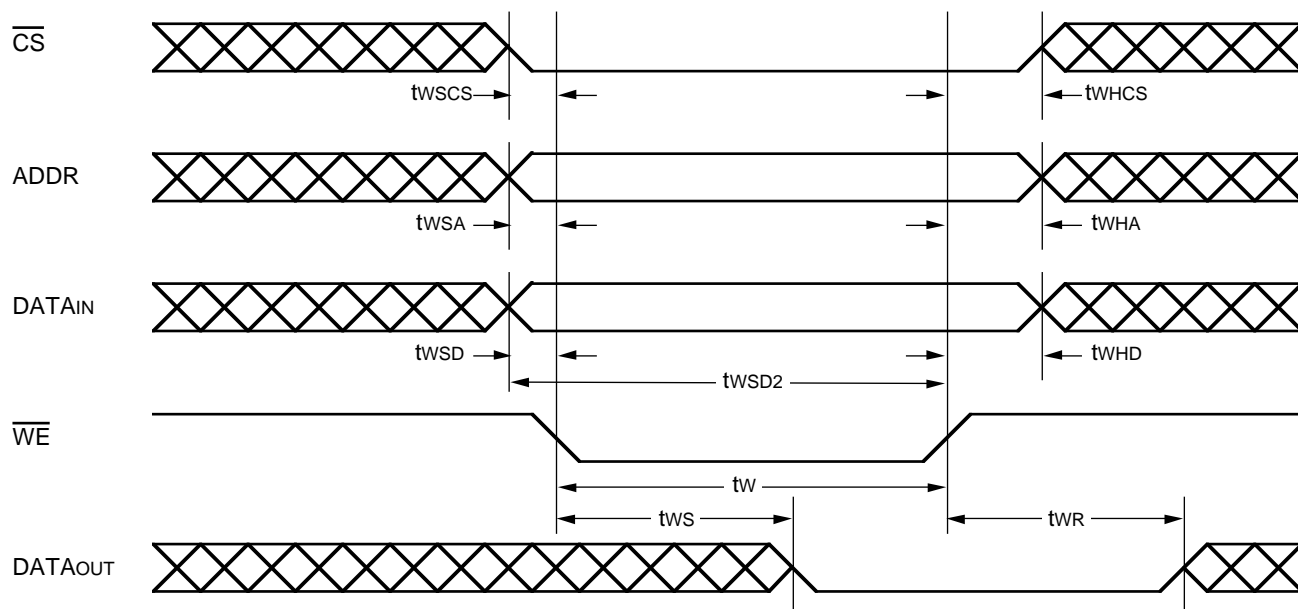 CS
tWSCS
tWHCS
ADDR
tWSA
tWHA
DATAIN
tWSD
tWHD
tWSD2
WE
tW
tWS
tWR
DATAOUT